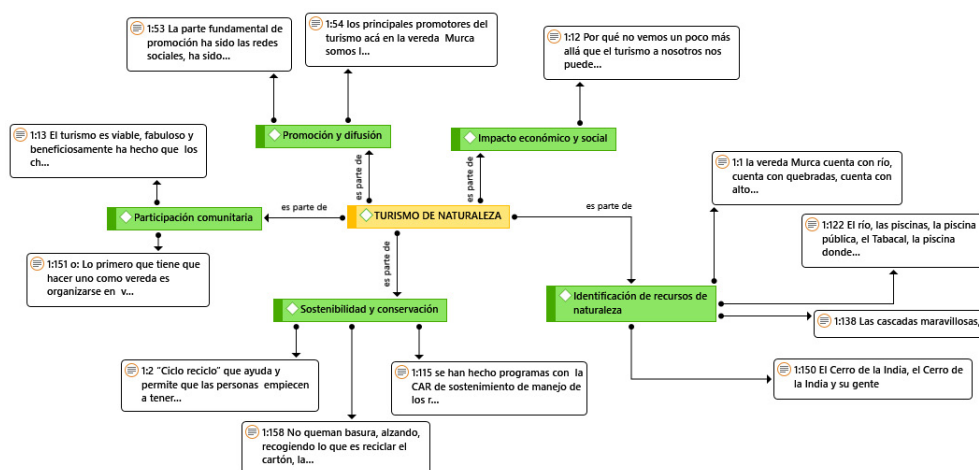 1:53 La parte fundamental de
promoción ha sido las redes
sociales, ha sido...
1:54 los principales promotores del
turismo acá en la vereda Murca
somos l...
1:12 Por qué no vemos un poco más
allá que el turismo a nosotros nos
puede...
Promoción y difusión
Impacto económico y social
1:13 El turismo es viable, fabuloso y
beneficiosamente ha hecho que los
ch...
es parte de
es parte de
1:1 la vereda Murca cuenta con río,
cuenta con quebradas, cuenta con
alto...
Participación comunitaria
es parte de
TURISMO DE NATURALEZA
es parte de
1:122 El río, las piscinas, la piscina
pública, el Tabacal, la piscina
donde...
1:151 o: Lo primero que tiene que
hacer uno como vereda es
organizarse en v...
es parte de
Sostenibilidad y conservación
Identificación de recursos de
naturaleza
1:138 Las cascadas maravillosas,
1:2 “Ciclo reciclo” que ayuda y
permite que las personas empiecen
a tener...
1:115 se han hecho programas con la
CAR de sostenimiento de manejo de
los r...
1:150 El Cerro de la India, el Cerro de
la India y su gente
1:158 No queman basura, alzando,
recogiendo lo que es reciclar el
cartón, la...